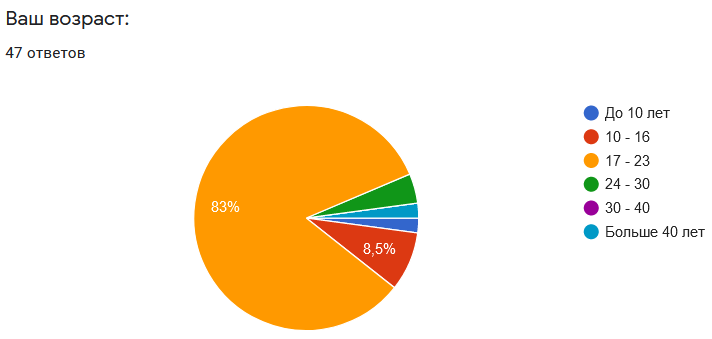 Ваш возраст:
47 ответов
83%
8,5%
До 10 лет
10 - 16
17 - 23
24 - 30
30 - 40
Больше 40 лет